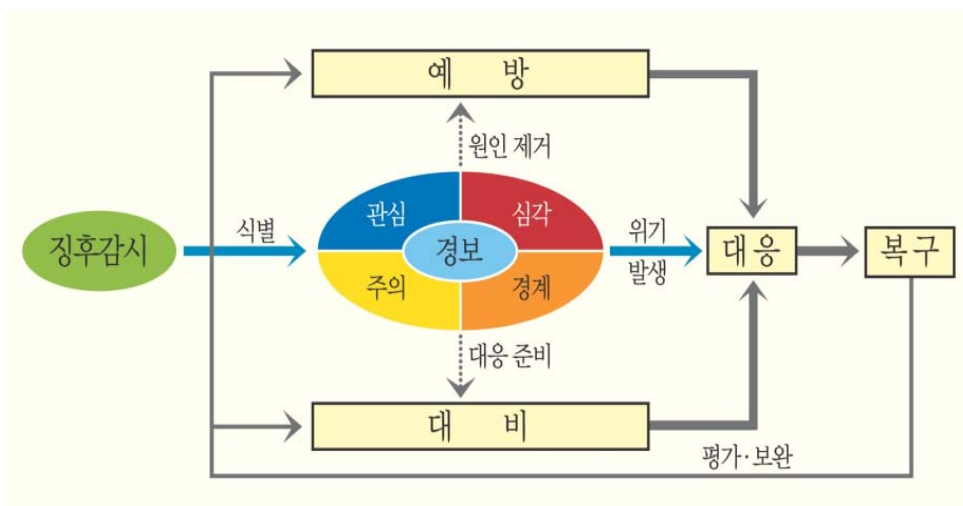 예 방
원인 제거
징후감시
식별
관심
심각
경보
주의
경계
위기
발생
대응
복구
대응 준비
대 비
평가·보완